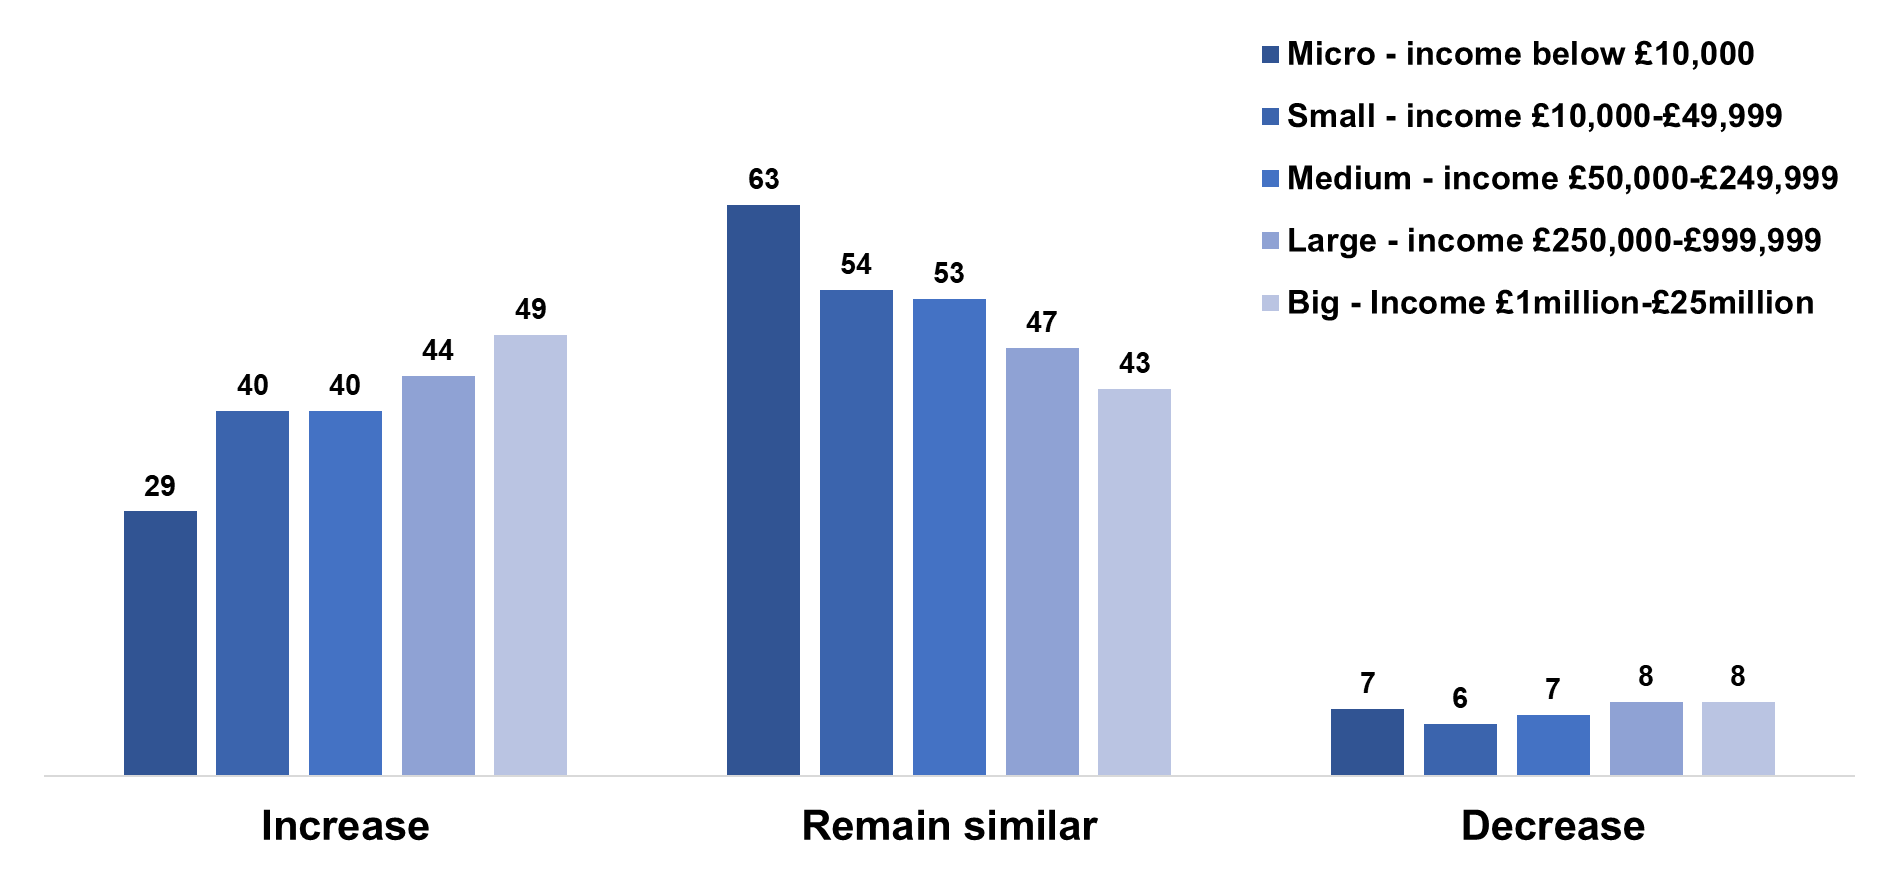 Micro - income below £10,000
Small - income £10,000-£49,999
Medium - income £50,000-£249,999
Large - income £250,000-£999,999
Big - Income £1million-£25million
29
40
40
44
49
63
54
53
47
43
7
6
7
8
8
Increase
Remain similar
Decrease